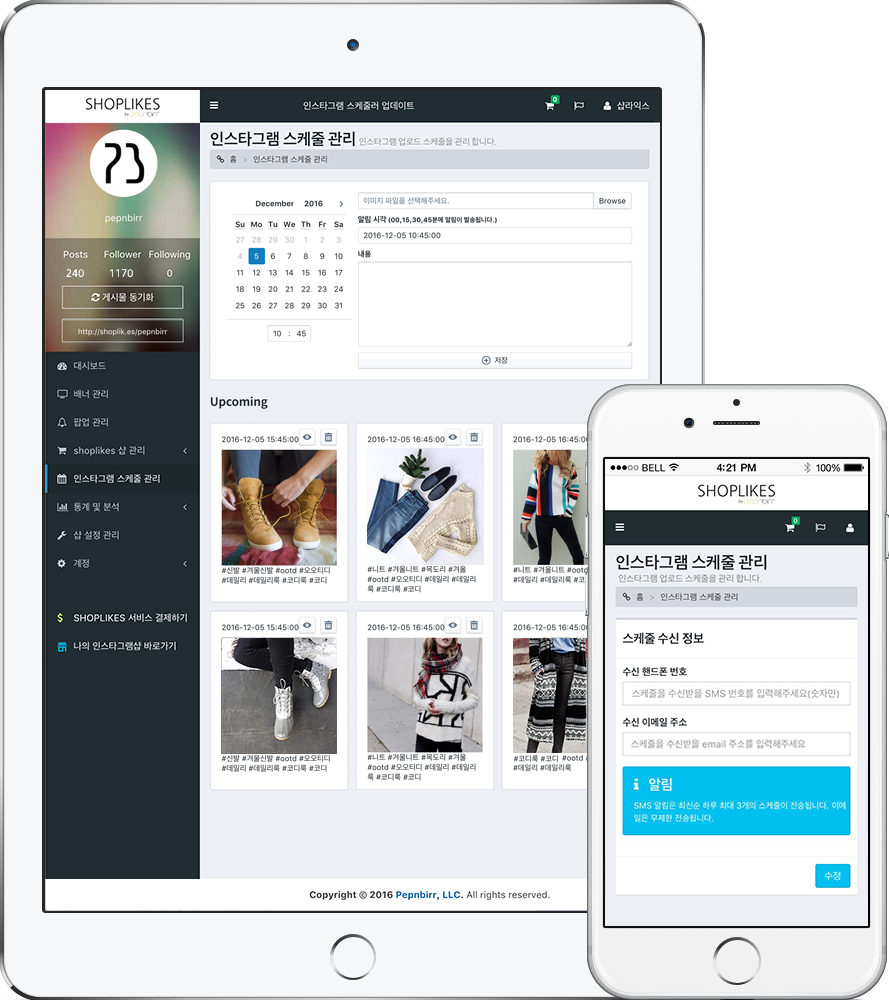 SHOPLIKES
by pepnbirr
인스타그램 스케줄러 업데이트
0
샵라익스
pepnbirr
Posts Follower Following
240 1170 0
게시물 동기화
http://shoplik.es/pepnbirr
대시보드
배너 관리
팝업 관리
shoplikes 샵 관리
인스타그램 스케줄 관리
통계 및 분석
샵 설정 관리
계정
SHOPLIKES 서비스 결제하기
나의 인스타그램샵 바로가기
인스타그램 스케줄 관리 인스타그램 업로드 스케줄을 관리 합니다.
홈 > 인스타그램 스케줄 관리
December 2016
Su Mo Tu We Th Fr Sa
27 28 29 30 1 2 3
4 5 6 7 8 9 10
11 12 13 14 15 16 17
18 19 20 21 22 23 24
25 26 27 28 29 30 31
10 : 45
이미지 파일을 선택해주세요. Browse
알림 시각 (00,15,30,45분에 알림이 발송됩니다.)
2016-12-05 10:45:00
내용
저장
Upcoming
2016-12-05 15:45:00
#신발 #겨울신발 #ootd #오오티디
#데일리 #데일리룩 #코디룩 #코디
2016-12-05 16:45:00
#니트 #겨울니트 #목도리 #겨울
#ootd #오오티디 #데일리 #데일리
룩 #코디룩 #코디
2016-12-05 16:45:0
#니트 #겨울니트 #ootd
#데일리 #데일리룩 #코디
2016-12-05 16:45:00
#신발 #겨울신발 #ootd #오오티디
#데일리 #데일리룩 #코디룩 #코디
2016-12-05 16:45:00
#니트 #겨울니트 #목도리 #겨울
#ootd #오오티디 #데일리 #데일리
룩 #코디룩 #코디
2016-12-05 16:45:0
#코디룩 #코디 #ootd
#데일리 #데일리룩
Copyright © 2016 Pepnbirr, LLC. All rights reserved.
BELL 4:21 PM 100%
SHOPLIKES
by pepnbirr
0
인스타그램 스케줄 관리
인스타그램 업로드 스케줄을 관리 합니다.
홈 > 인스타그램 스케줄 관리
스케줄 수신 정보
수신 핸드폰 번호
스케줄을 수신받을 SMS 번호를 입력해주세요(숫자만)
수신 이메일 주소
스케줄을 수신받을 email 주소를 입력해주세요
알림
SMS 알림은 최신순 하루 최대 3개의 스케줄이 전송됩니다. 이메
일은 무제한 전송됩니다.
수정